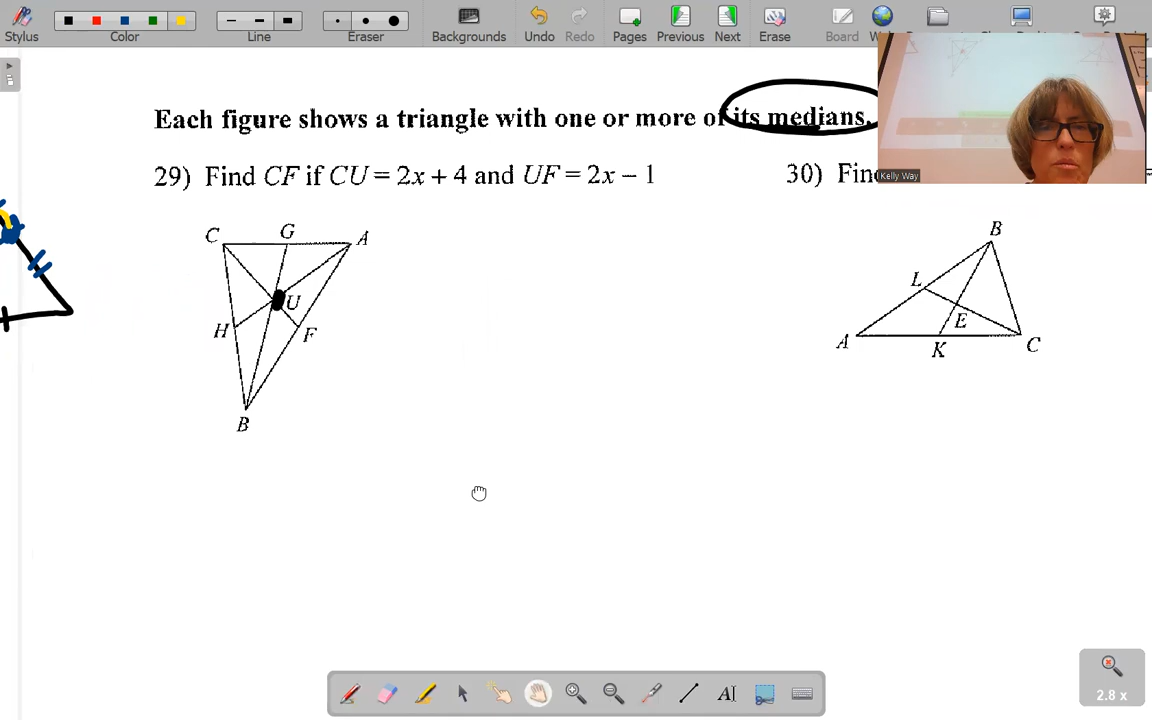 Stylus
Color
Line
Eraser
Backgrounds
Undo
Redo
Pages
Previous
Next
Erase
Board
Kelly Way
Each figure shows a triangle with one or more of its medians.
29) Find CF if CU = 2x + 4 and UF = 2x − 1
30)
C
G
A
U
H
F
B
B
L
E
A
K
C
2.8 x